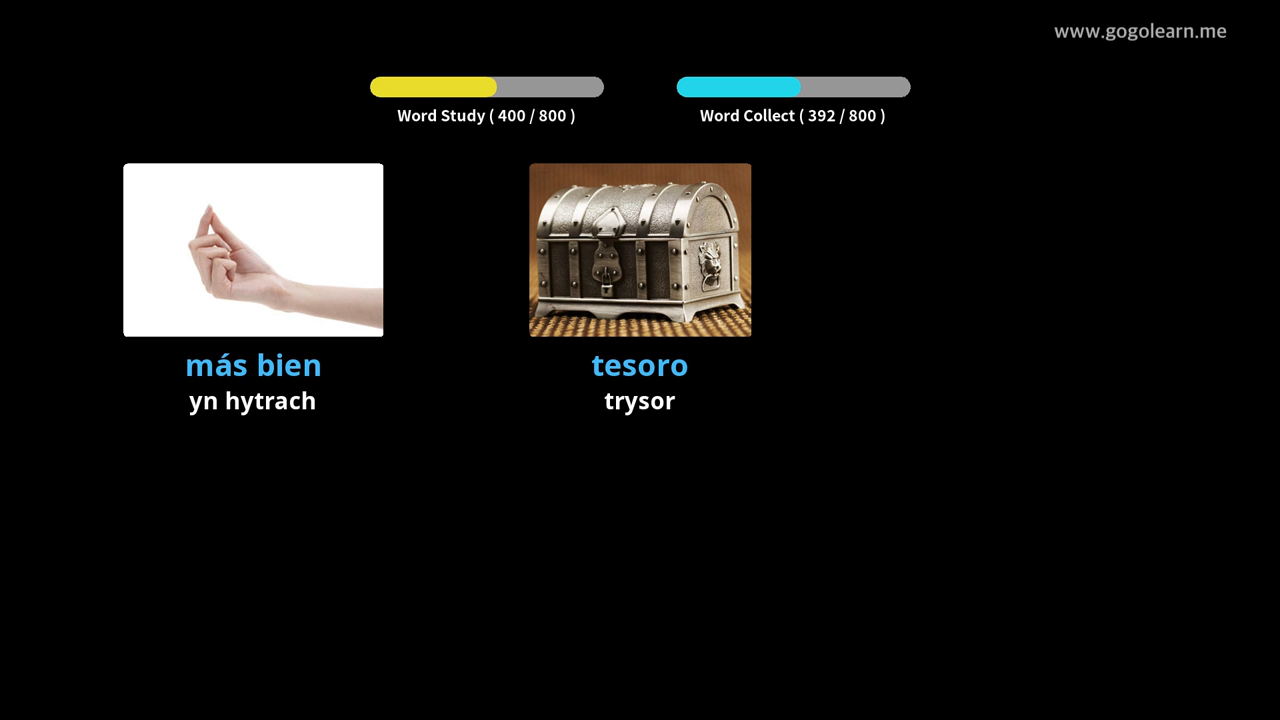 www.gogolearn.me
Word Study ( 400 / 800 )
Word Collect ( 392 / 800 )
más bien
yn hytrach
tesoro
trysor